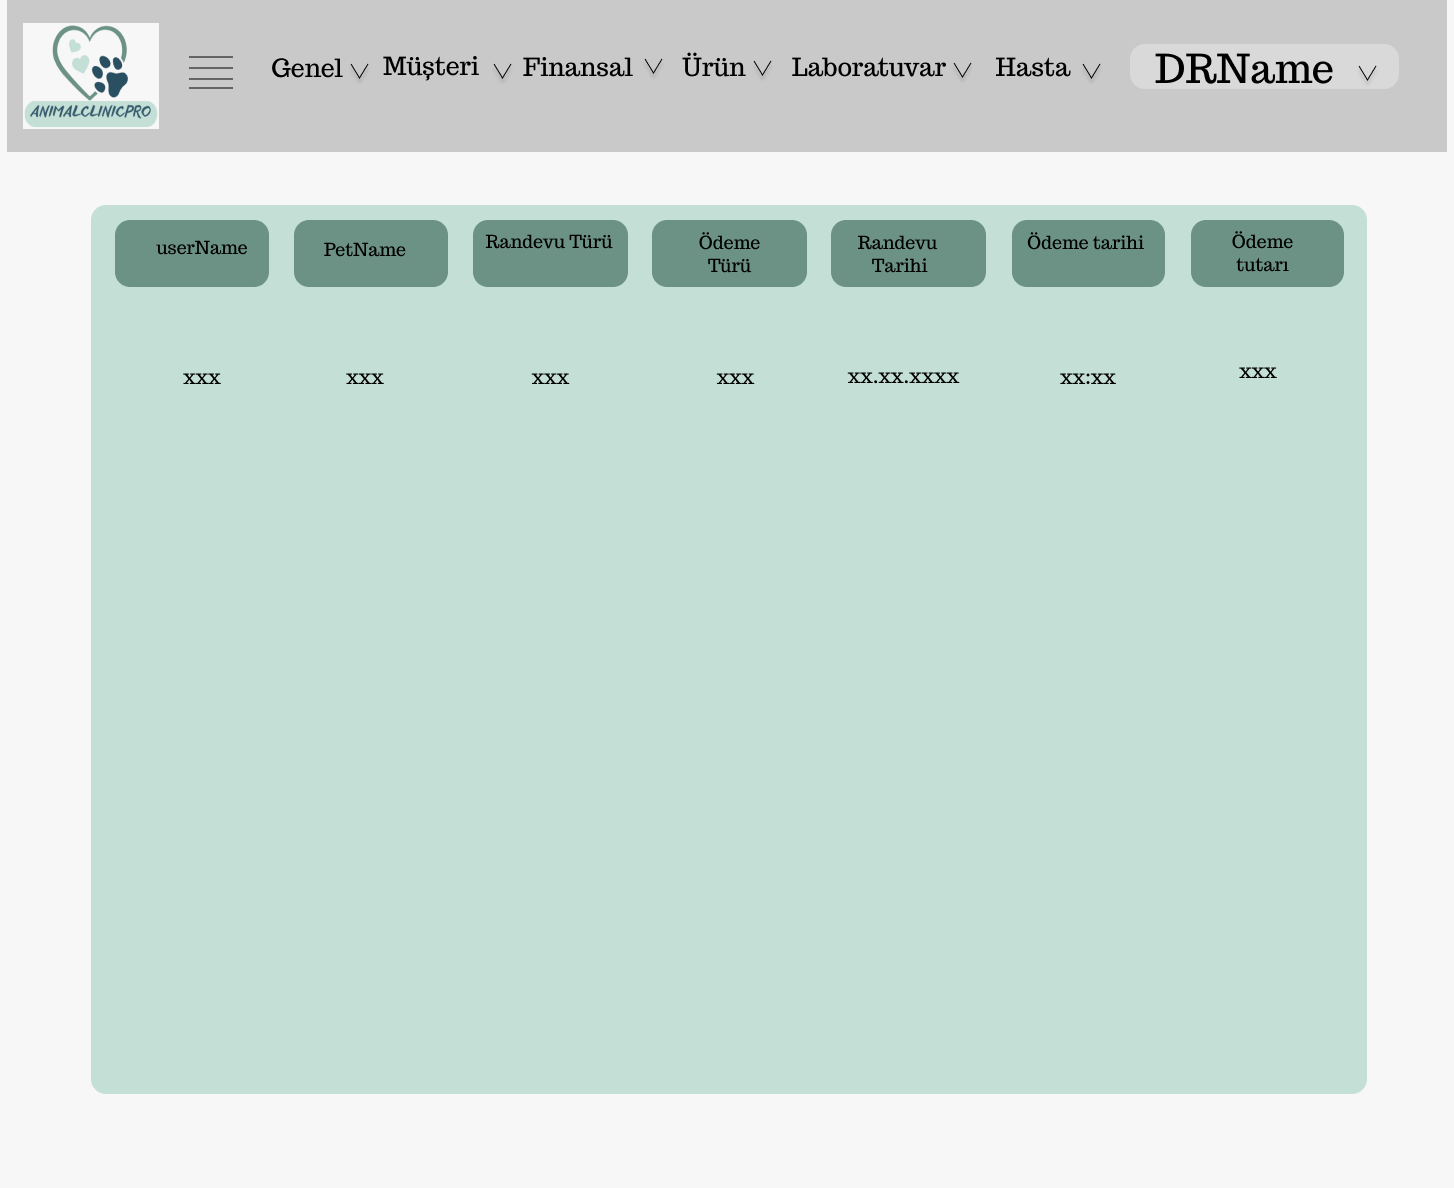 ANIMALCLINICPRO
Genel Müşteri Finansal Ürün Laboratuvar Hasta DRName
userName PetName Randevu Türü Ödeme Türü Randevu Tarihi Ödeme tarihi Ödeme tutarı
xxx xxx xxx xxx xx.xx.xxxx xx:xx xxx